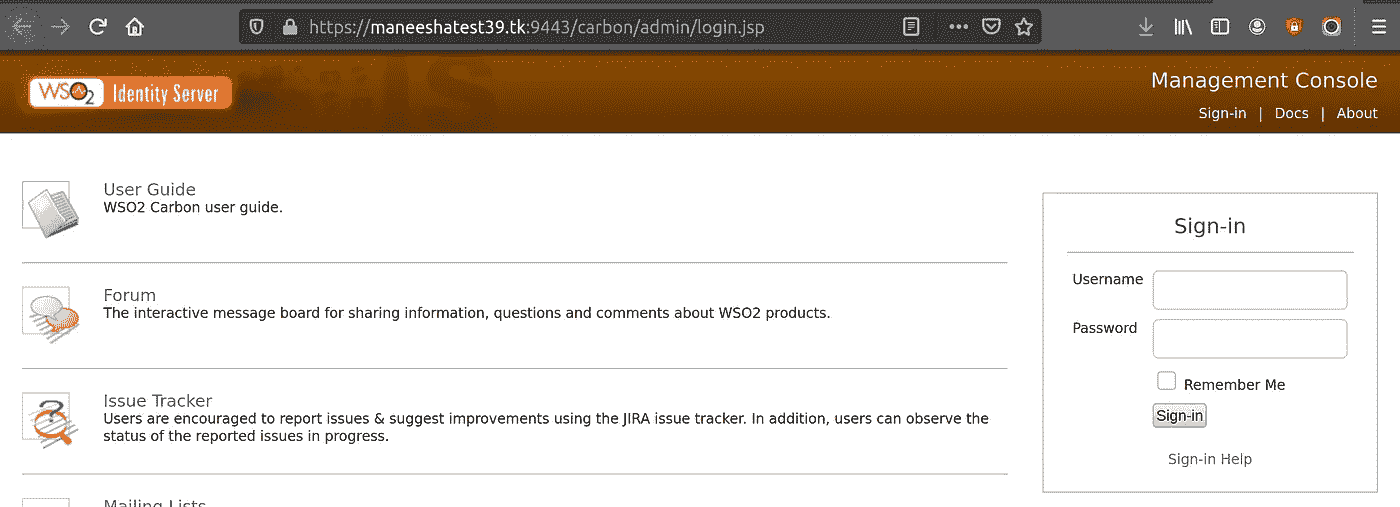 https://maneeshatest39.tk:9443/carbon/admin/login.jsp
WSO2 Identity Server
Management Console
Sign-in | Docs | About
User Guide
WSO2 Carbon user guide.
Forum
The interactive message board for sharing information, questions and comments about WSO2 products.
Issue Tracker
Users are encouraged to report issues & suggest improvements using the JIRA issue tracker. In addition, users can observe the
status of the reported issues in progress.
Mailing Lists
Sign-in
Username
Password
Remember Me
Sign-in
Sign-in Help